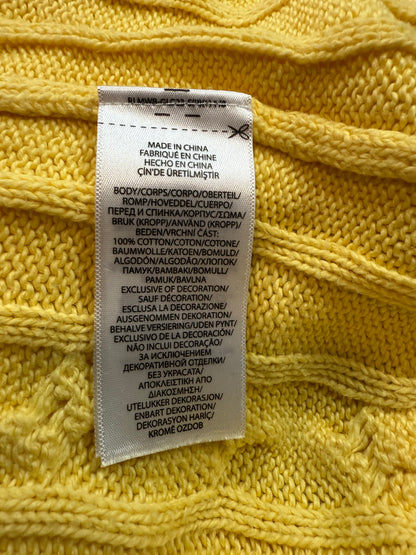 MADE IN CHINA
FABRIQUÉ EN CHINE
HECHO EN CHINA
ÇİN'DE ÜRETİLMİŞTİR
BODY/CORPS/CORPO/OBERTEIL/
ROMP/HOVEDDEL/CUERPO/
ПЕРЕД И СПИНКА/КОРПУС/ΣΩΜΑ/
BRUK (KROPP)/ANVÄND (KROPP)/
BEDEN/VRCHNÍ ČÁST:
100% COTTON/COTON/COTONE/
BAUMWOLLE/KATOEN/BOMULD/
ALGODÓN/ALGODÃO/ХЛОПОК/
ПАМУК/ΒΑΜΒΑΚΙ/BOMULL/
PAMUK/BAVLNA
EXCLUSIVE OF DECORATION/
SAUF DÉCORATION/
ESCLUSA LA DECORAZIONE/
AUSGENOMMEN DEKORATION/
BEHALVE VERSIERING/UDEN PYNT/
EXCLUSIVO DE LA DECORACIÓN/
NÃO INCLUI DECORAÇÃO/
ЗА ИСКЛЮЧЕНИЕМ
ДЕКОРАТИВНОЙ ОТДЕЛКИ/
БЕЗ УКРАСАТА/
ΑΠΟΚΛΕΙΣΤΙΚΗ ΑΠΟ
ΔΙΑΚΟΣΜΗΣΗ/
UTELUKKER DEKORASJON/
ENBART DEKORATION/
DEKORASYON HARİÇ/
KROMĚ OZDOB